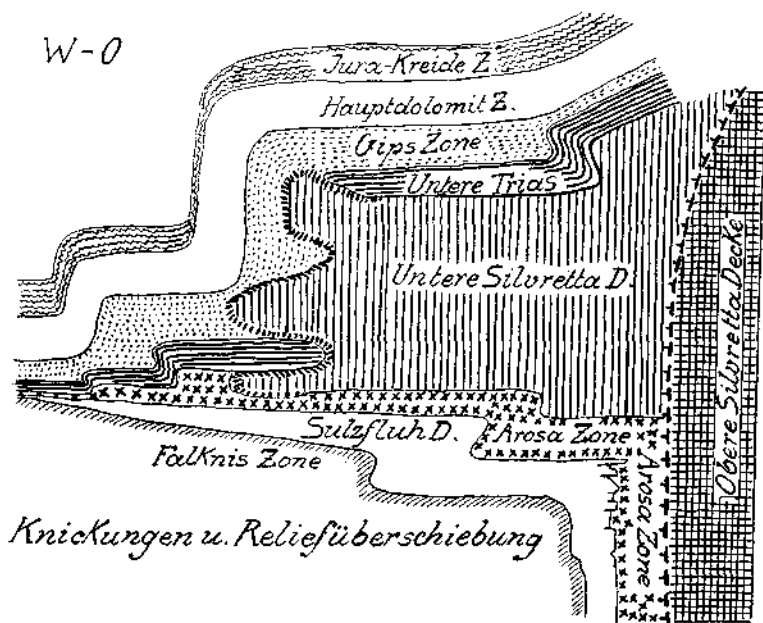 W-O
Jura-Kreide Z.
Hauptdolomit Z.
Gips Zone
Untere Trias
Untere Silvretta D.
Obere Silvretta Decke
Sulzfluh D.
Arosa Zone
Falknis Zone
Arosa Zone
Knickungen u. Reliefüberschiebung